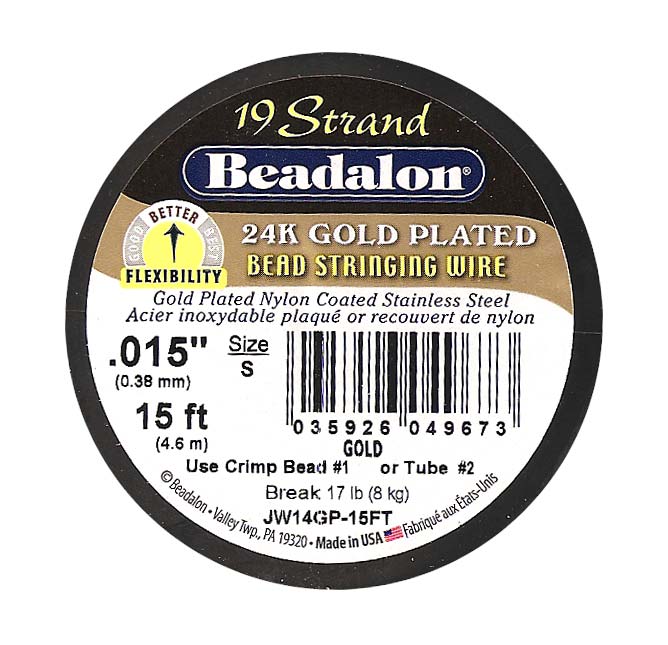 19 Strand
Beadalon®
GOOD BETTER BEST
FLEXIBILITY
24K GOLD PLATED
BEAD STRINGING WIRE
Gold Plated Nylon Coated Stainless Steel
Acier inoxydable plaqué or recouvert de nylon
.015"
(0.38 mm)
Size
S
15 ft
(4.6 m)
035926 049673
GOLD
Use Crimp Bead #1 or Tube #2
Break 17 lb (8 kg)
JW14GP-15FT
© Beadalon • Valley Twp., PA 19320 • Made in USA Fabriqué aux États-Unis